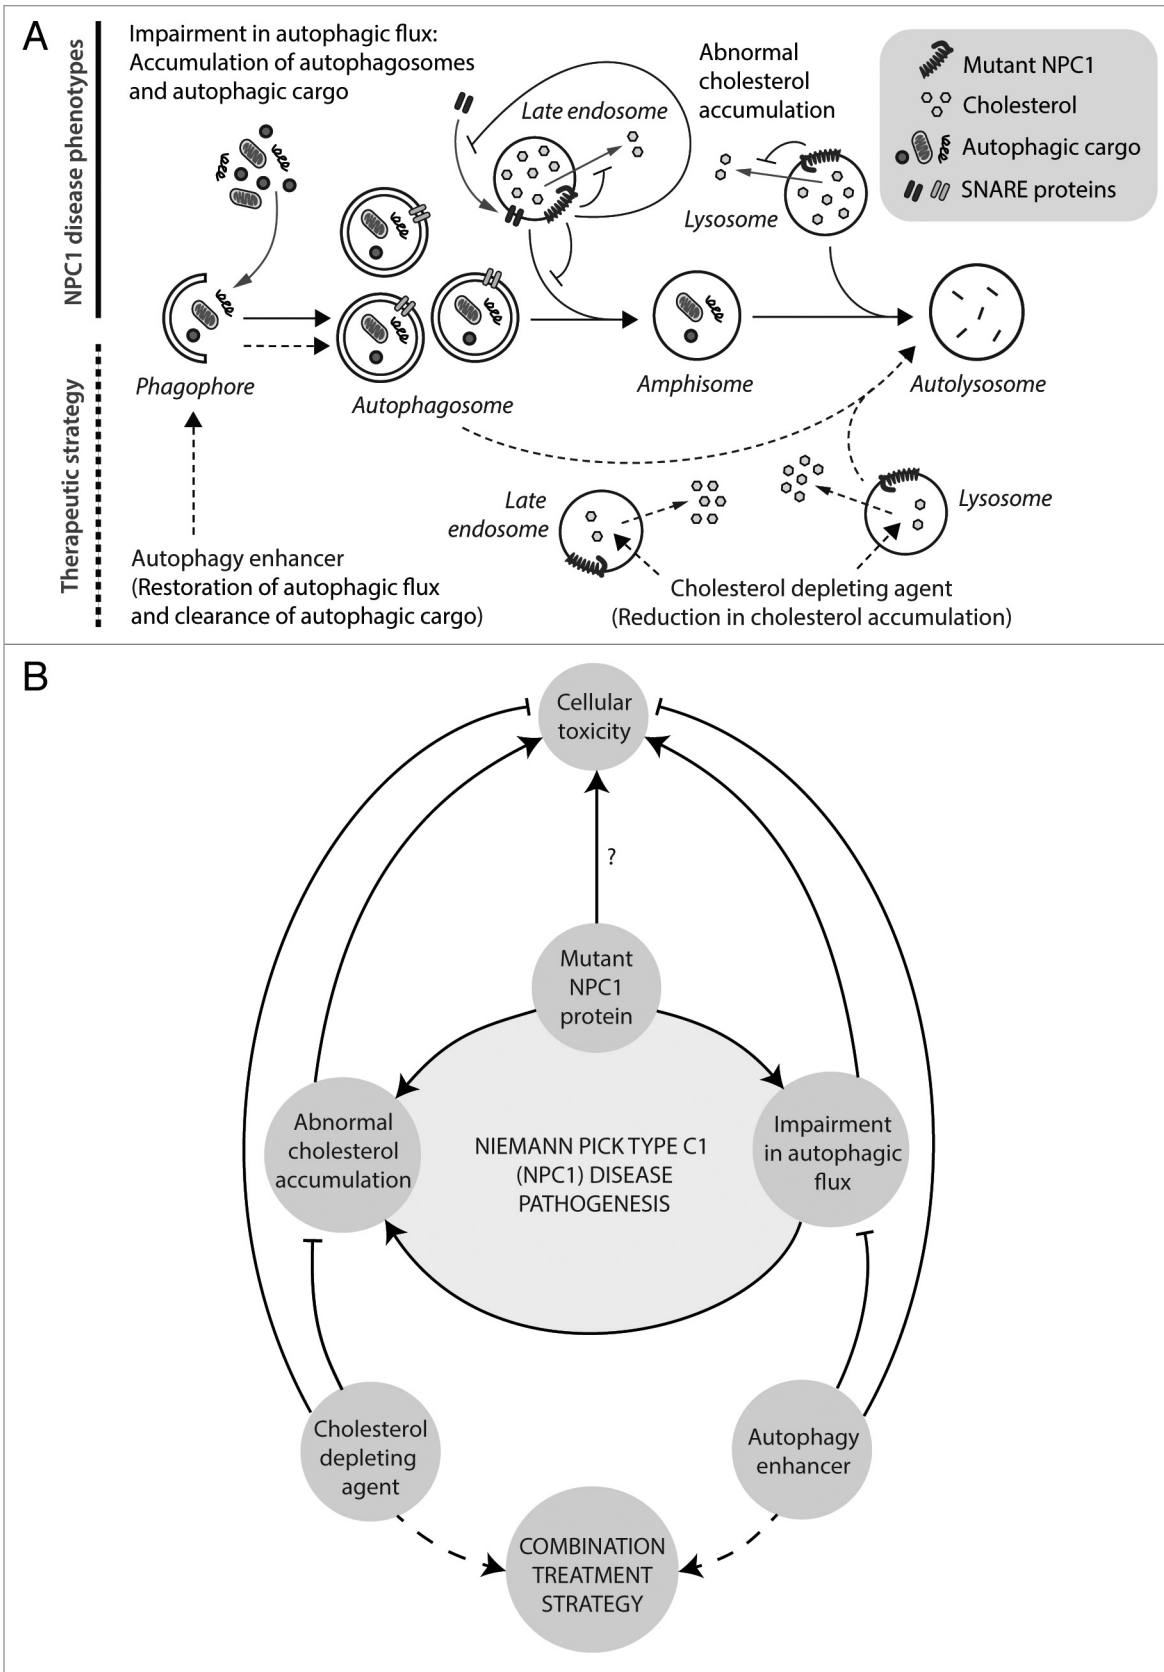 A
NPC1 disease phenotypes
Therapeutic strategy
Impairment in autophagic flux:
Accumulation of autophagosomes
and autophagic cargo
Late endosome
Abnormal
cholesterol
accumulation
Lysosome
Mutant NPC1
Cholesterol
Autophagic cargo
SNARE proteins
Phagophore
Autophagosome
Amphisome
Autolysosome
Late
endosome
Lysosome
Autophagy enhancer
(Restoration of autophagic flux
and clearance of autophagic cargo)
Cholesterol depleting agent
(Reduction in cholesterol accumulation)
B
Cellular
toxicity
?
Mutant
NPC1
protein
Abnormal
cholesterol
accumulation
NIEMANN PICK TYPE C1
(NPC1) DISEASE
PATHOGENESIS
Impairment
in autophagic
flux
Cholesterol
depleting
agent
Autophagy
enhancer
COMBINATION
TREATMENT
STRATEGY